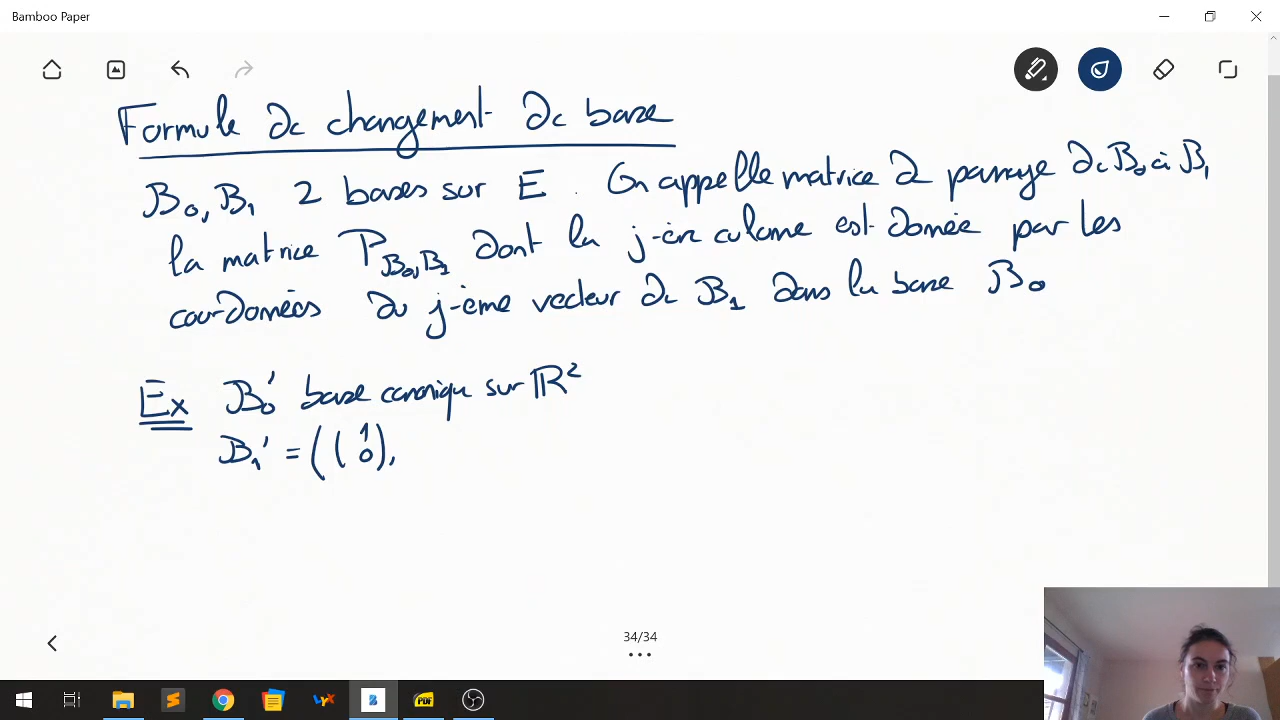 Bamboo Paper
Formule de changement de base
B₀, B₁ 2 bases sur E. On appelle matrice de passage de B₀ à B₁
la matrice P_{B₀,B₁} dont la j-ème colonne est donnée par les
coordonées du j-ème vecteur de B₁ dans la base B₀
Ex B₀' base canonique sur ℝ²
B₁' = ((1 0),
34/34
PDF